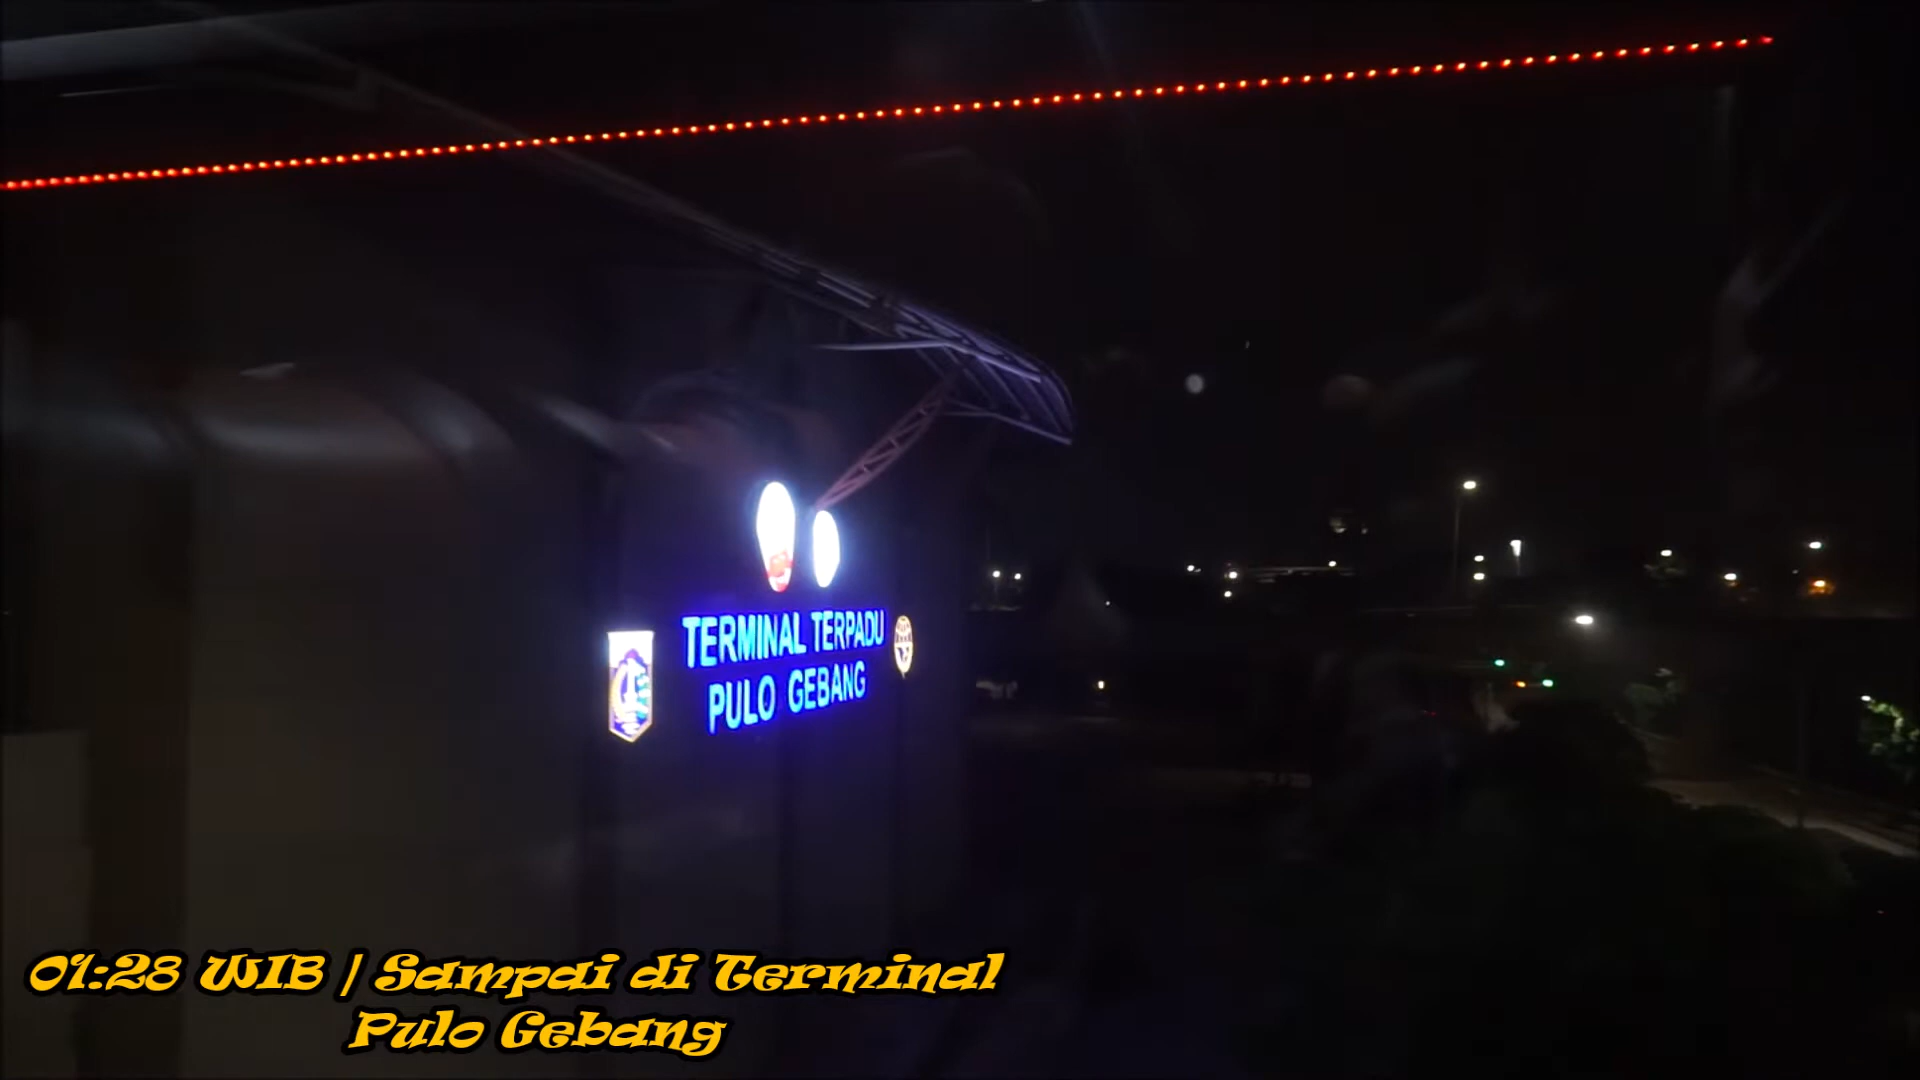 TERMINAL TERPADU
PULO GEBANG
01:28 WIB | Sampai di Terminal
Pulo Gebang